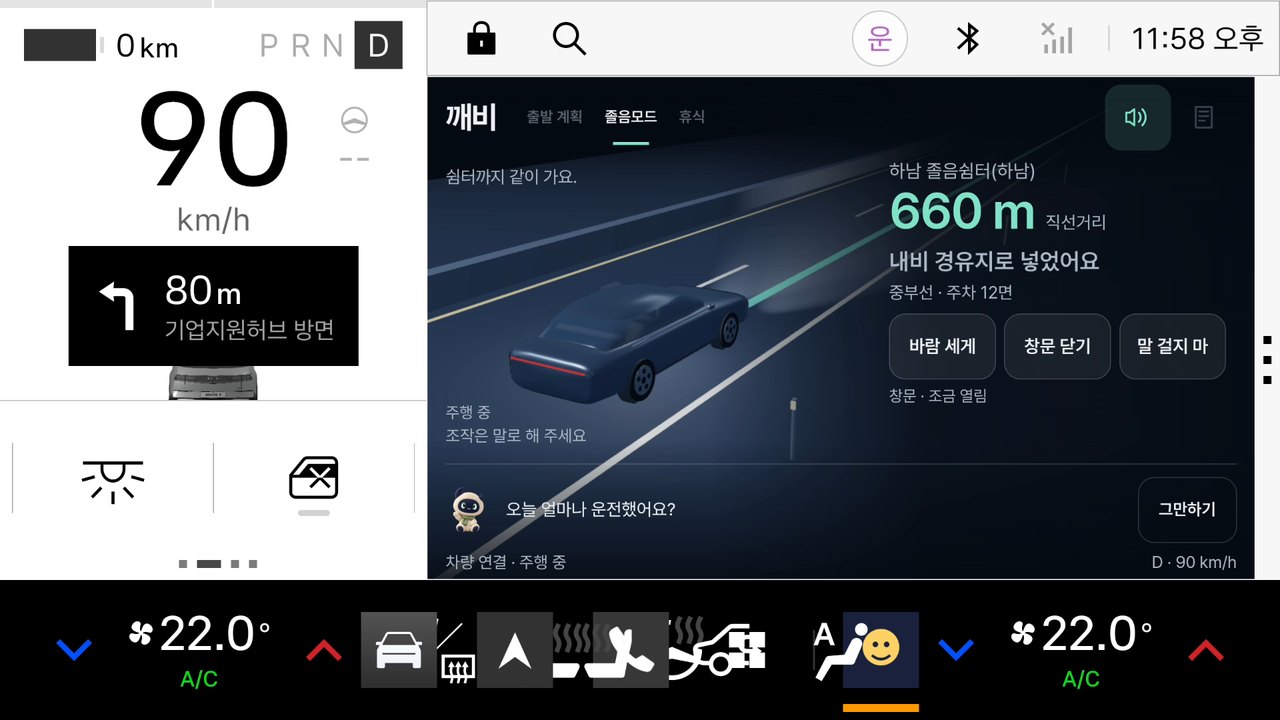 0 km
P R N D
90
km/h
--
80 m
기업지원허브 방면
운
11:58 오후
깨비
출발 계획
졸음모드
휴식
쉼터까지 같이 가요.
하남 졸음쉼터(하남)
660 m 직선거리
내비 경유지로 넣었어요
중부선 · 주차 12면
바람 세게
창문 닫기
말 걸지 마
창문 · 조금 열림
주행 중
조작은 말로 해 주세요
오늘 얼마나 운전했어요?
그만하기
차량 연결 · 주행 중
D · 90 km/h
22.0°
A/C
A
22.0°
A/C